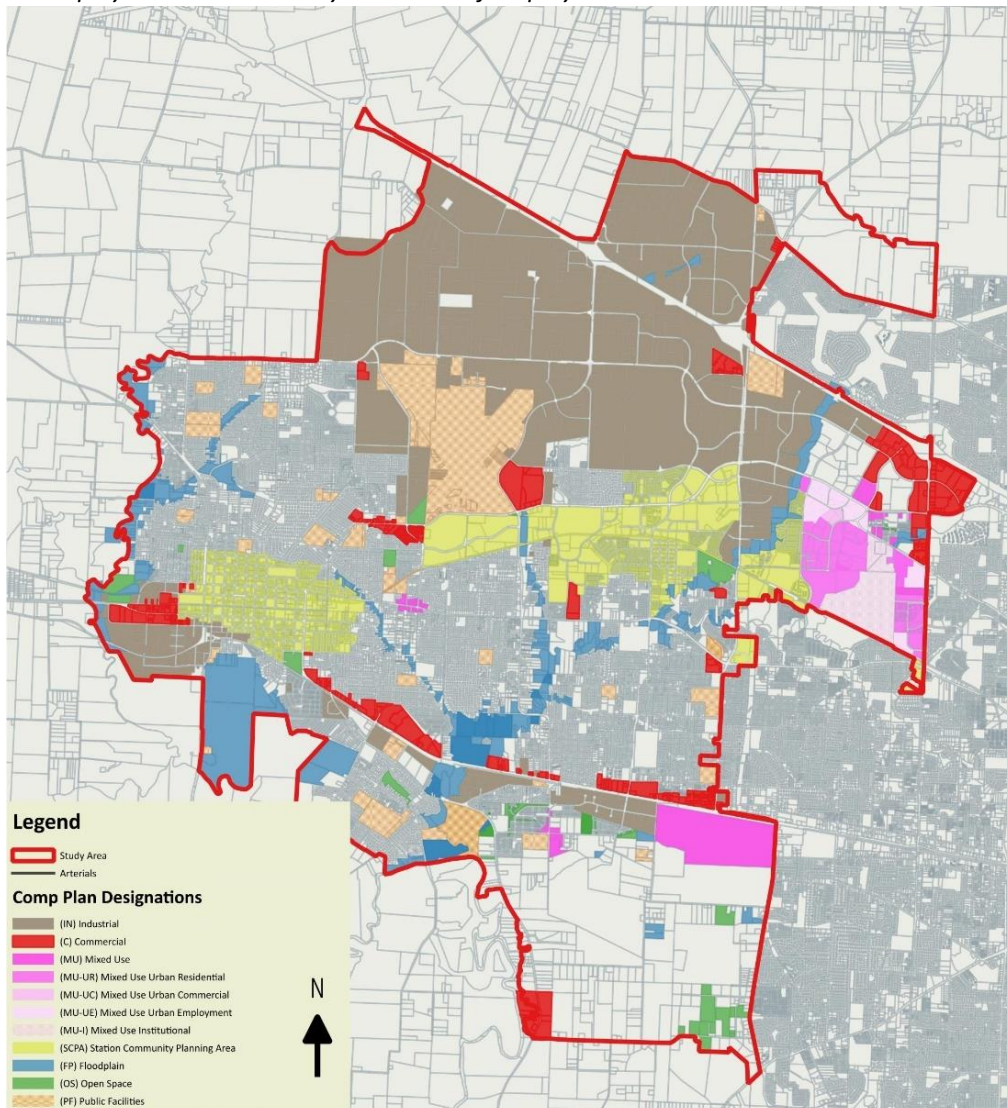 Legend
Study Area
Arterials
Comp Plan Designations
(IN) Industrial
(C) Commercial
(MU) Mixed Use
(MU-UR) Mixed Use Urban Residential
(MU-UC) Mixed Use Urban Commercial
(MU-UE) Mixed Use Urban Employment
(MU-I) Mixed Use Institutional
(SCPA) Station Community Planning Area
(FP) Floodplain
(OS) Open Space
(PF) Public Facilities
N